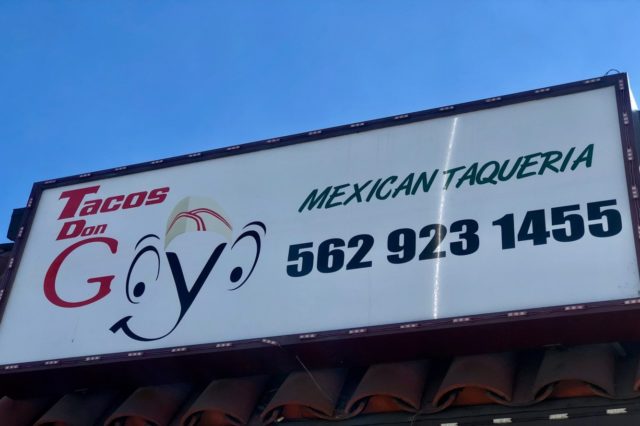 Tacos
Don
Goyo
MEXICAN TAQUERIA
562 923 1455